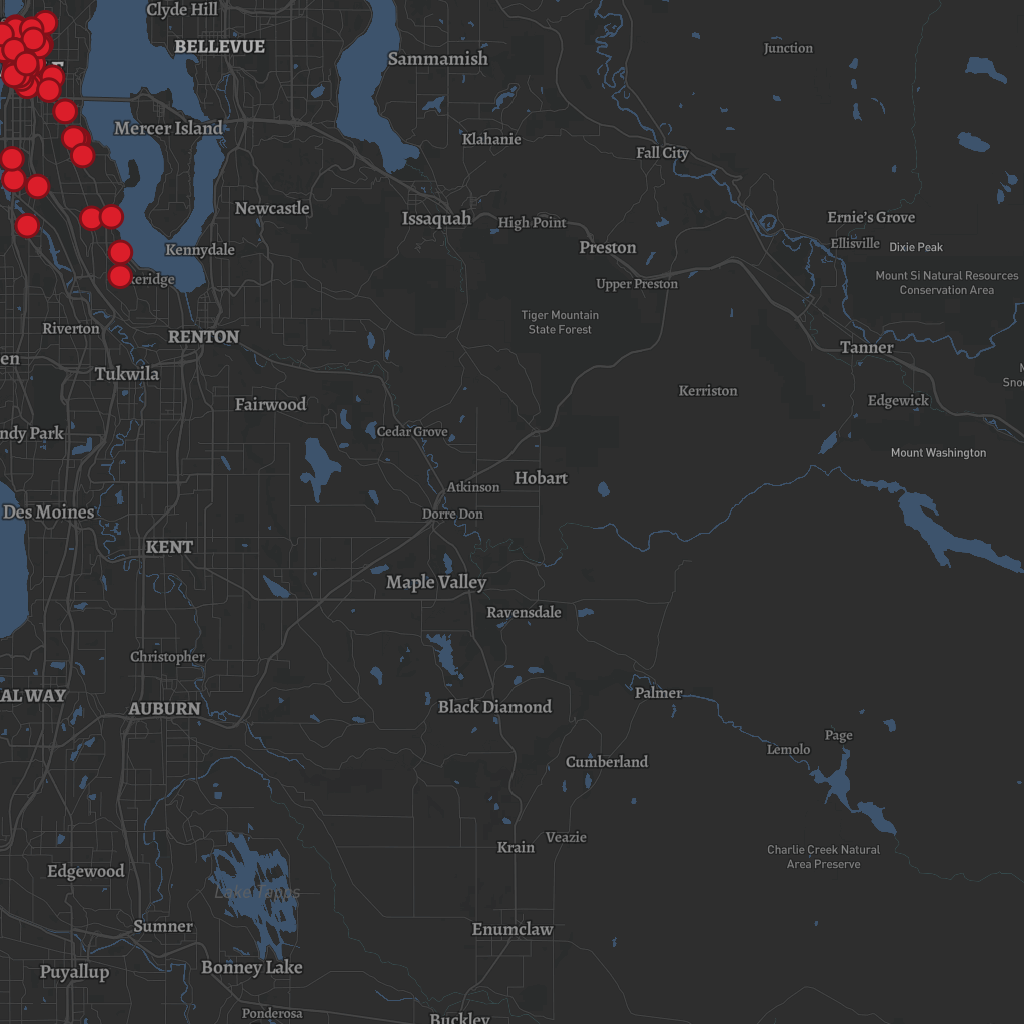 Clyde Hill
BELLEVUE
Junction
Sammamish
Mercer Island
Klahanie
Fall City
Newcastle
Issaquah
High Point
Ernie's Grove
Kennydale
Preston
Ellisville
Dixie Peak
Upper Preston
Mount Si Natural Resources
Conservation Area
keridge
Riverton
RENTON
Tiger Mountain
State Forest
en
Tukwila
Tanner
Fairwood
Kerriston
Edgewick
ndy Park
Cedar Grove
Mount Washington
Hobart
Atkinson
Des Moines
Dorre Don
KENT
Maple Valley
Ravensdale
Christopher
AL WAY
AUBURN
Black Diamond
Palmer
Cumberland
Lemolo
Page
Krain
Veazie
Charlie Creek Natural
Area Preserve
Edgewood
Lake Tapps
Sumner
Enumclaw
Puyallup
Bonney Lake
Ponderosa
Buckley